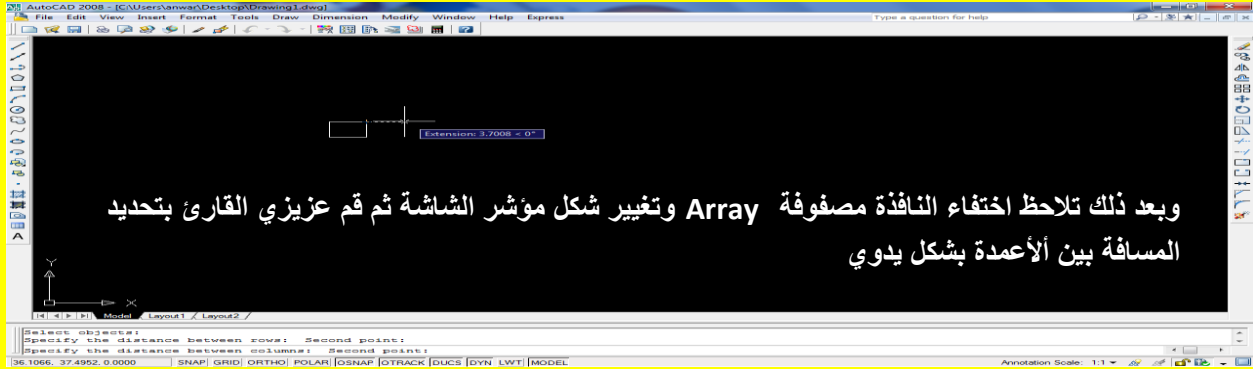 AutoCAD 2008 - [C:\Users\anwar\Desktop\Drawing1.dwg]
File Edit View Insert Format Tools Draw Dimension Modify Window Help Express Type a question for help
Extension: 3.7008 < 0°
وبعد ذلك تلاحظ اختفاء النافذة مصفوفة Array وتغيير شكل مؤشر الشاشة ثم قم عزيزي القارئ بتحديد
المسافة بين ألأعمدة بشكل يدوي
A
Y
X
Model Layout1 Layout2
Select objects:
Specify the distance between rows: Second point:
Specify the distance between columns: Second point:
36.1066, 37.4952, 0.0000 SNAP GRID ORTHO POLAR OSNAP OTRACK DUCS DYN LWT MODEL Annotation Scale: 1:1